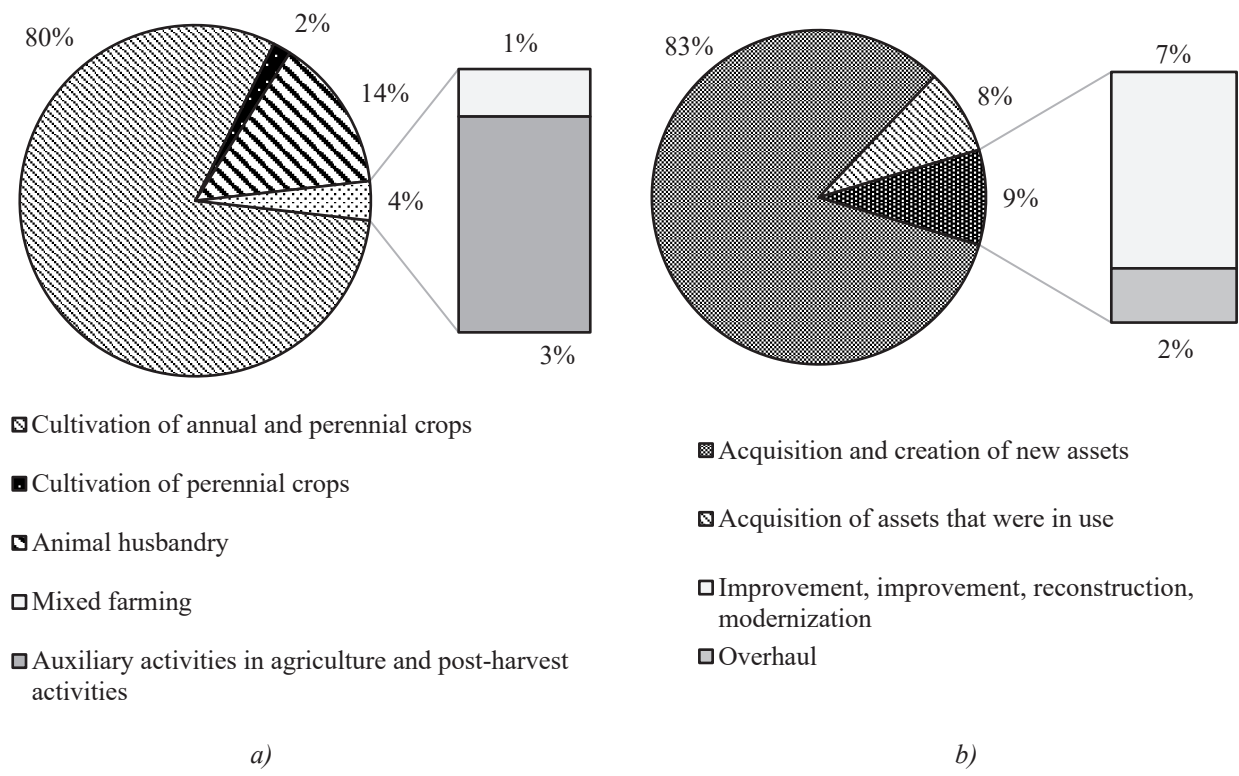 80%
2%
14%
4%
1%
3%
Cultivation of annual and perennial crops
Cultivation of perennial crops
Animal husbandry
Mixed farming
Auxiliary activities in agriculture and post-harvest
activities
a)
83%
8%
9%
7%
2%
Acquisition and creation of new assets
Acquisition of assets that were in use
Improvement, improvement, reconstruction,
modernization
Overhaul
b)